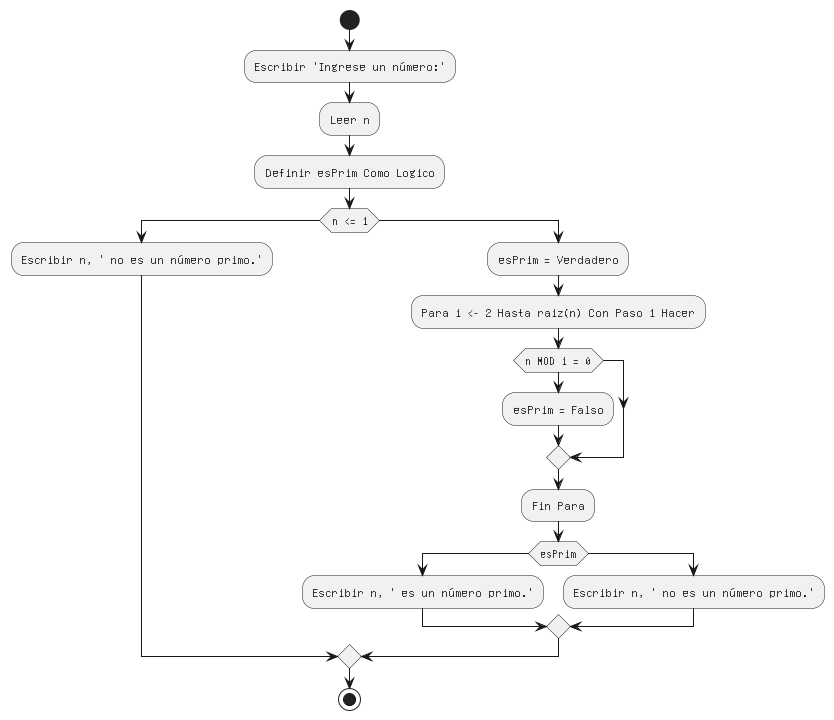 Escribir 'Ingrese un número:'
Leer n
Definir esPrim Como Logico
n <= 1
Escribir n, ' no es un número primo.'
esPrim = Verdadero
Para i <- 2 Hasta raiz(n) Con Paso 1 Hacer
n MOD i = 0
esPrim = Falso
Fin Para
esPrim
Escribir n, ' es un número primo.'
Escribir n, ' no es un número primo.'